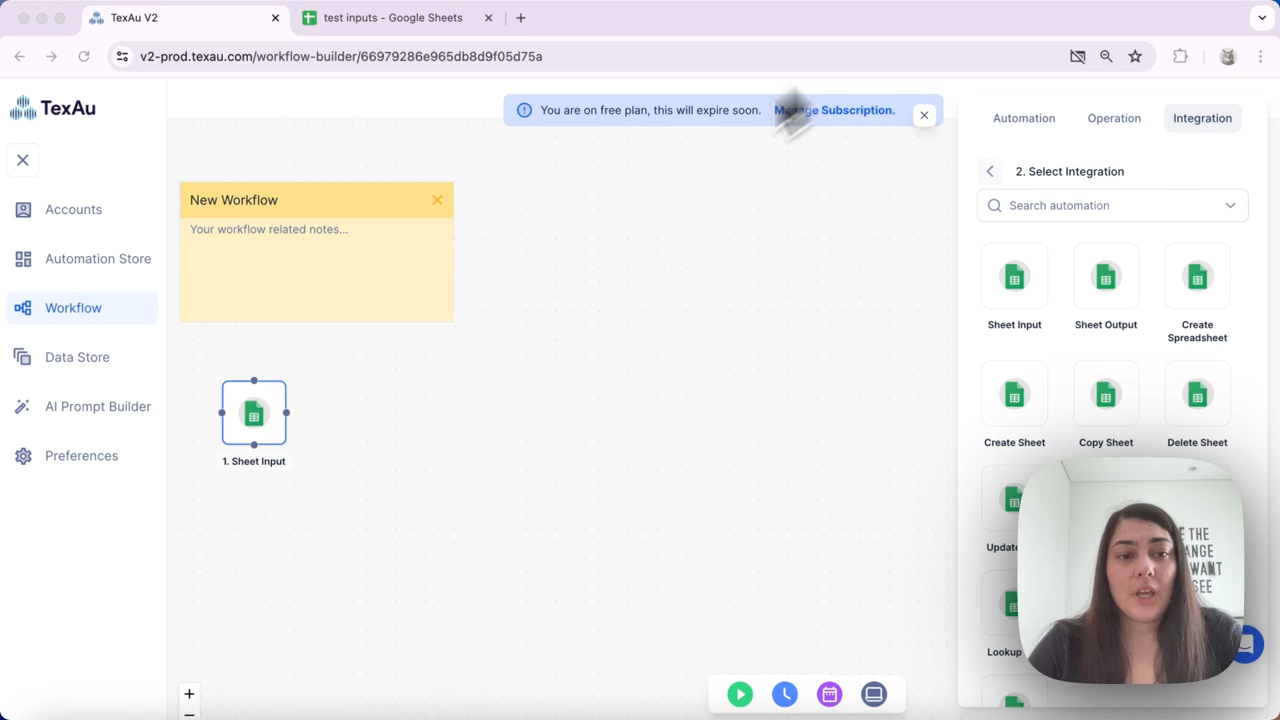 TexAu V2
test inputs - Google Sheets
v2-prod.texau.com/workflow-builder/66979286e965db8d9f05d75a
TexAu
You are on free plan, this will expire soon. Manage Subscription.
Automation
Operation
Integration
2. Select Integration
Search automation
New Workflow
Your workflow related notes...
Accounts
Automation Store
Workflow
Data Store
AI Prompt Builder
Preferences
1. Sheet Input
Sheet Input
Sheet Output
Create
Spreadsheet
Create Sheet
Copy Sheet
Delete Sheet
Update
Lookup
THE
WANT
SEE